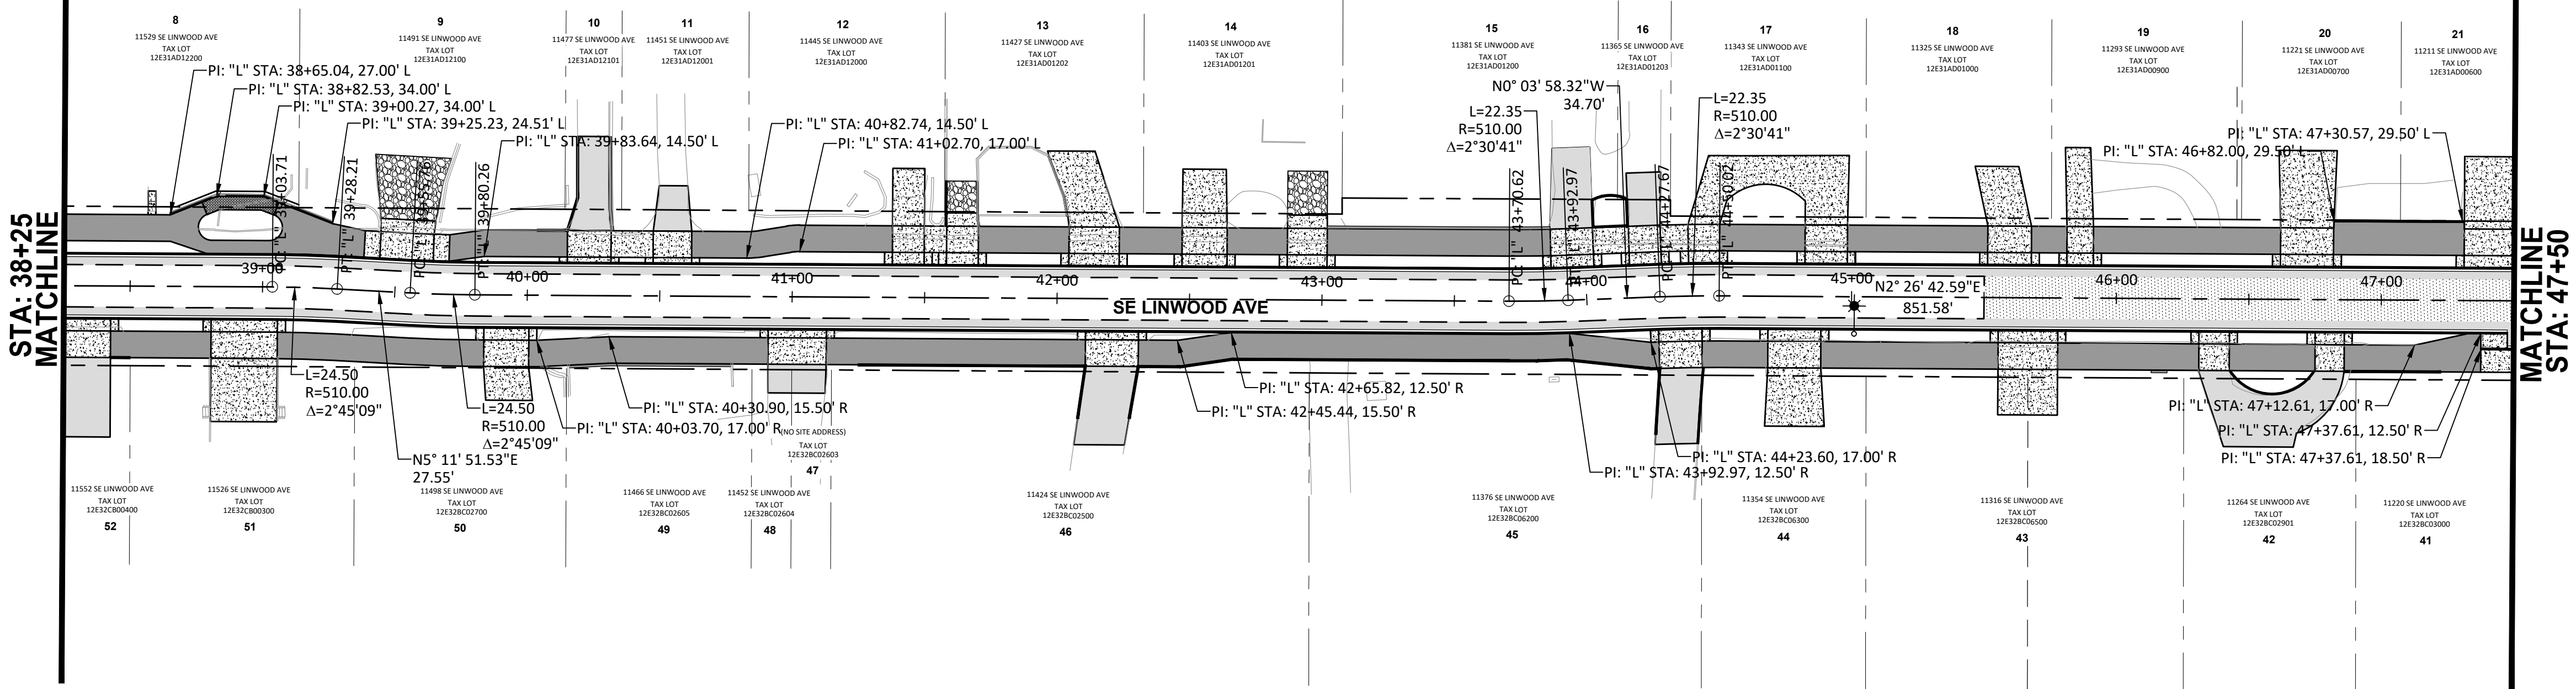 8
11529 SE LINWOOD AVE
TAX LOT
12E31AD12200
9
11491 SE LINWOOD AVE
TAX LOT
12E31AD12100
10
11477 SE LINWOOD AVE
TAX LOT
12E31AD12101
11
11451 SE LINWOOD AVE
TAX LOT
12E31AD12001
12
11445 SE LINWOOD AVE
TAX LOT
12E31AD12000
13
11427 SE LINWOOD AVE
TAX LOT
12E31AD01202
14
11403 SE LINWOOD AVE
TAX LOT
12E31AD01201
15
11381 SE LINWOOD AVE
TAX LOT
12E31AD01200
16
11365 SE LINWOOD AVE
TAX LOT
12E31AD01203
17
11343 SE LINWOOD AVE
TAX LOT
12E31AD01100
18
11325 SE LINWOOD AVE
TAX LOT
12E31AD01000
19
11293 SE LINWOOD AVE
TAX LOT
12E31AD00900
20
11221 SE LINWOOD AVE
TAX LOT
12E31AD00700
21
11211 SE LINWOOD AVE
TAX LOT
12E31AD00600
PI: "L" STA: 38+65.04, 27.00' L
PI: "L" STA: 38+82.53, 34.00' L
PI: "L" STA: 39+00.27, 34.00' L
PI: "L" STA: 39+25.23, 24.51' L
PI: "L" STA: 39+83.64, 14.50' L
PI: "L" STA: 40+82.74, 14.50' L
PI: "L" STA: 41+02.70, 17.00' L
L=22.35
R=510.00
Δ=2°30'41"
N0° 03' 58.32"W
34.70'
L=22.35
R=510.00
Δ=2°30'41"
PI: "L" STA: 47+30.57, 29.50' L
PI: "L" STA: 46+82.00, 29.50' L
PC: "L" 39+03.71
PT: "L" 39+28.21
PC: "L" 39+55.76
PT: "L" 39+80.26
PC: "L" 43+70.62
PT: "L" 43+92.97
PC: "L" 44+27.67
PT: "L" 44+50.02
STA: 38+25
MATCHLINE
39+00
40+00
41+00
42+00
43+00
44+00
45+00
46+00
47+00
SE LINWOOD AVE
N2° 26' 42.59"E
851.58'
MATCHLINE
STA: 47+50
L=24.50
R=510.00
Δ=2°45'09"
N5° 11' 51.53"E
27.55'
L=24.50
R=510.00
Δ=2°45'09"
PI: "L" STA: 40+30.90, 15.50' R
PI: "L" STA: 40+03.70, 17.00' R
PI: "L" STA: 42+65.82, 12.50' R
PI: "L" STA: 42+45.44, 15.50' R
PI: "L" STA: 44+23.60, 17.00' R
PI: "L" STA: 43+92.97, 12.50' R
PI: "L" STA: 47+12.61, 17.00' R
PI: "L" STA: 47+37.61, 12.50' R
PI: "L" STA: 47+37.61, 18.50' R
11552 SE LINWOOD AVE
TAX LOT
12E32CB00400
52
11526 SE LINWOOD AVE
TAX LOT
12E32CB00300
51
11498 SE LINWOOD AVE
TAX LOT
12E32BC02700
50
11466 SE LINWOOD AVE
TAX LOT
12E32BC02605
49
11452 SE LINWOOD AVE
TAX LOT
12E32BC02604
48
(NO SITE ADDRESS)
TAX LOT
12E32BC02603
47
11424 SE LINWOOD AVE
TAX LOT
12E32BC02500
46
11376 SE LINWOOD AVE
TAX LOT
12E32BC06200
45
11354 SE LINWOOD AVE
TAX LOT
12E32BC06300
44
11316 SE LINWOOD AVE
TAX LOT
12E32BC06500
43
11264 SE LINWOOD AVE
TAX LOT
12E32BC02901
42
11220 SE LINWOOD AVE
TAX LOT
12E32BC03000
41